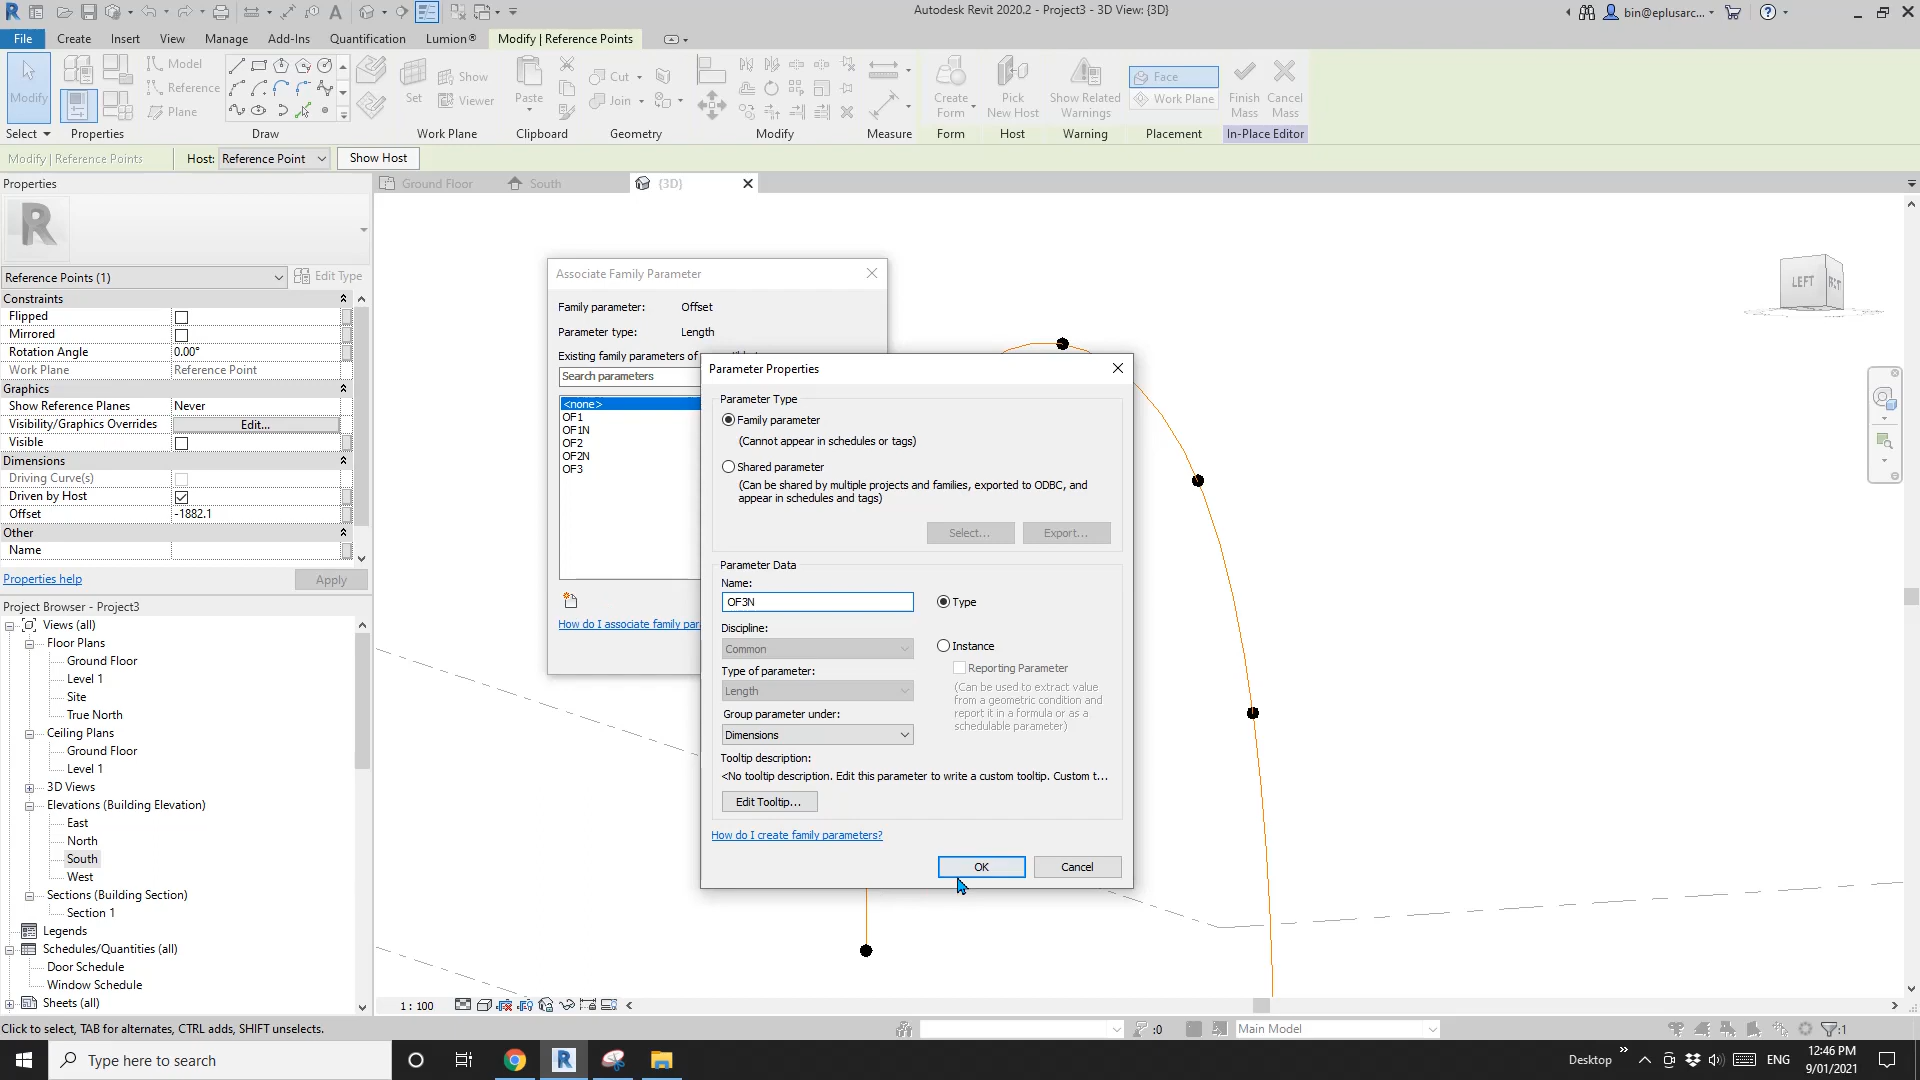 Autodesk Revit 2020.2 - Project3 - 3D View: {3D}
bin@eplusarc...
File
Create
Insert
View
Manage
Add-Ins
Quantification
Lumion®
Modify | Reference Points
Modify
Model
Reference
Plane
Set
Show
Viewer
Paste
Cut
Join
Create
Form
Pick
New Host
Show Related
Warnings
Face
Work Plane
Finish
Mass
Cancel
Mass
Select
Properties
Draw
Work Plane
Clipboard
Geometry
Modify
Measure
Form
Host
Warning
Placement
In-Place Editor
Modify | Reference Points
Host:
Reference Point
Show Host
Properties
Ground Floor
South
{3D}
Reference Points (1)
Edit Type
Constraints
Flipped
Mirrored
Rotation Angle
0.00°
Work Plane
Reference Point
Graphics
Show Reference Planes
Never
Visibility/Graphics Overrides
Edit...
Visible
Dimensions
Driving Curve(s)
Driven by Host
Offset
-1882.1
Other
Name
Properties help
Apply
Project Browser - Project3
Views (all)
Floor Plans
Ground Floor
Level 1
Site
True North
Ceiling Plans
Ground Floor
Level 1
3D Views
Elevations (Building Elevation)
East
North
South
West
Sections (Building Section)
Section 1
Legends
Schedules/Quantities (all)
Door Schedule
Window Schedule
Sheets (all)
Associate Family Parameter
Family parameter:
Offset
Parameter type:
Length
Existing family parameters of
Search parameters
<none>
OF1
OF1N
OF2
OF2N
OF3
How do I associate family par
Parameter Properties
Parameter Type
Family parameter
(Cannot appear in schedules or tags)
Shared parameter
(Can be shared by multiple projects and families, exported to ODBC, and
appear in schedules and tags)
Select...
Export...
Parameter Data
Name:
OF3N
Type
Discipline:
Common
Instance
Reporting Parameter
Type of parameter:
Length
(Can be used to extract value
from a geometric condition and
report it in a formula or as a
schedulable parameter)
Group parameter under:
Dimensions
Tooltip description:
<No tooltip description. Edit this parameter to write a custom tooltip. Custom t...
Edit Tooltip...
How do I create family parameters?
OK
Cancel
LEFT
1 : 100
Click to select, TAB for alternates, CTRL adds, SHIFT unselects.
:0
Main Model
:1
Type here to search
Desktop
ENG
12:46 PM
9/01/2021